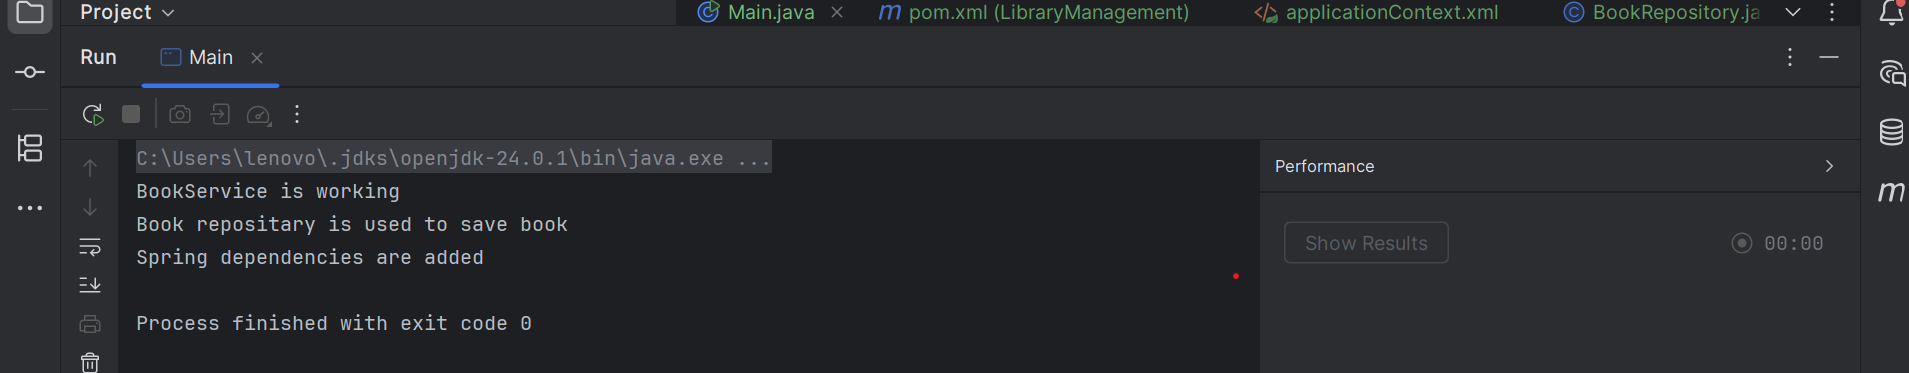 Project
Main.java
pom.xml (LibraryManagement)
applicationContext.xml
BookRepository.ja
Run
Main
C:\Users\lenovo\.jdks\openjdk-24.0.1\bin\java.exe ...
BookService is working
Book repositary is used to save book
Spring dependencies are added
Process finished with exit code 0
Performance
Show Results
00:00